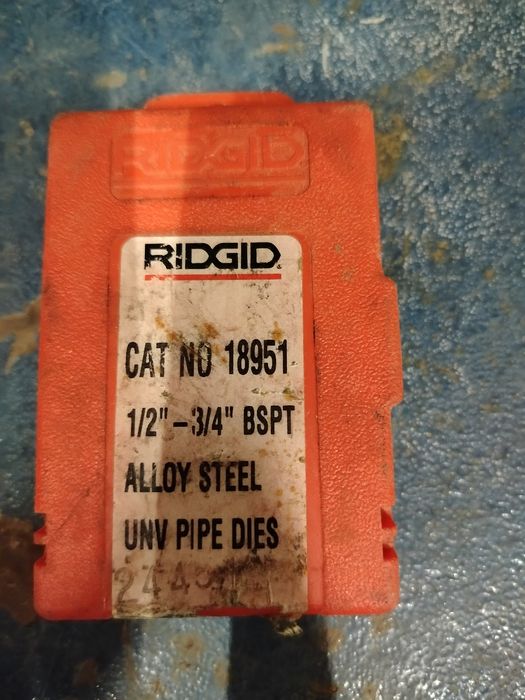 RIDGID
RIDGID
CAT NO 18951
1/2"-3/4" BSPT
ALLOY STEEL
UNV PIPE DIES